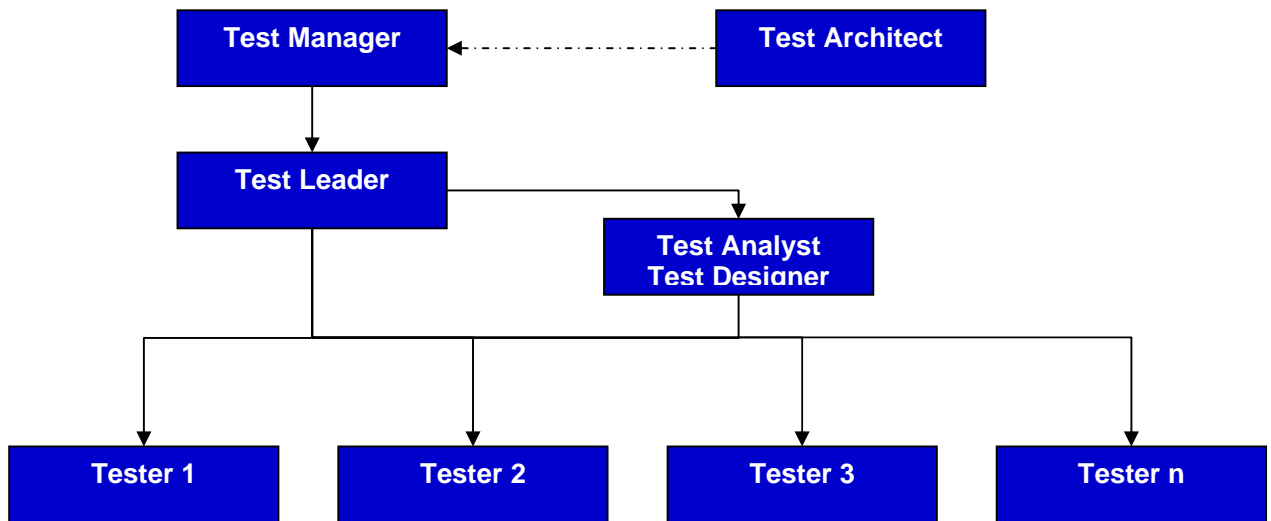 Test Manager
Test Architect
Test Leader
Test Analyst
Test Designer
Tester 1
Tester 2
Tester 3
Tester n